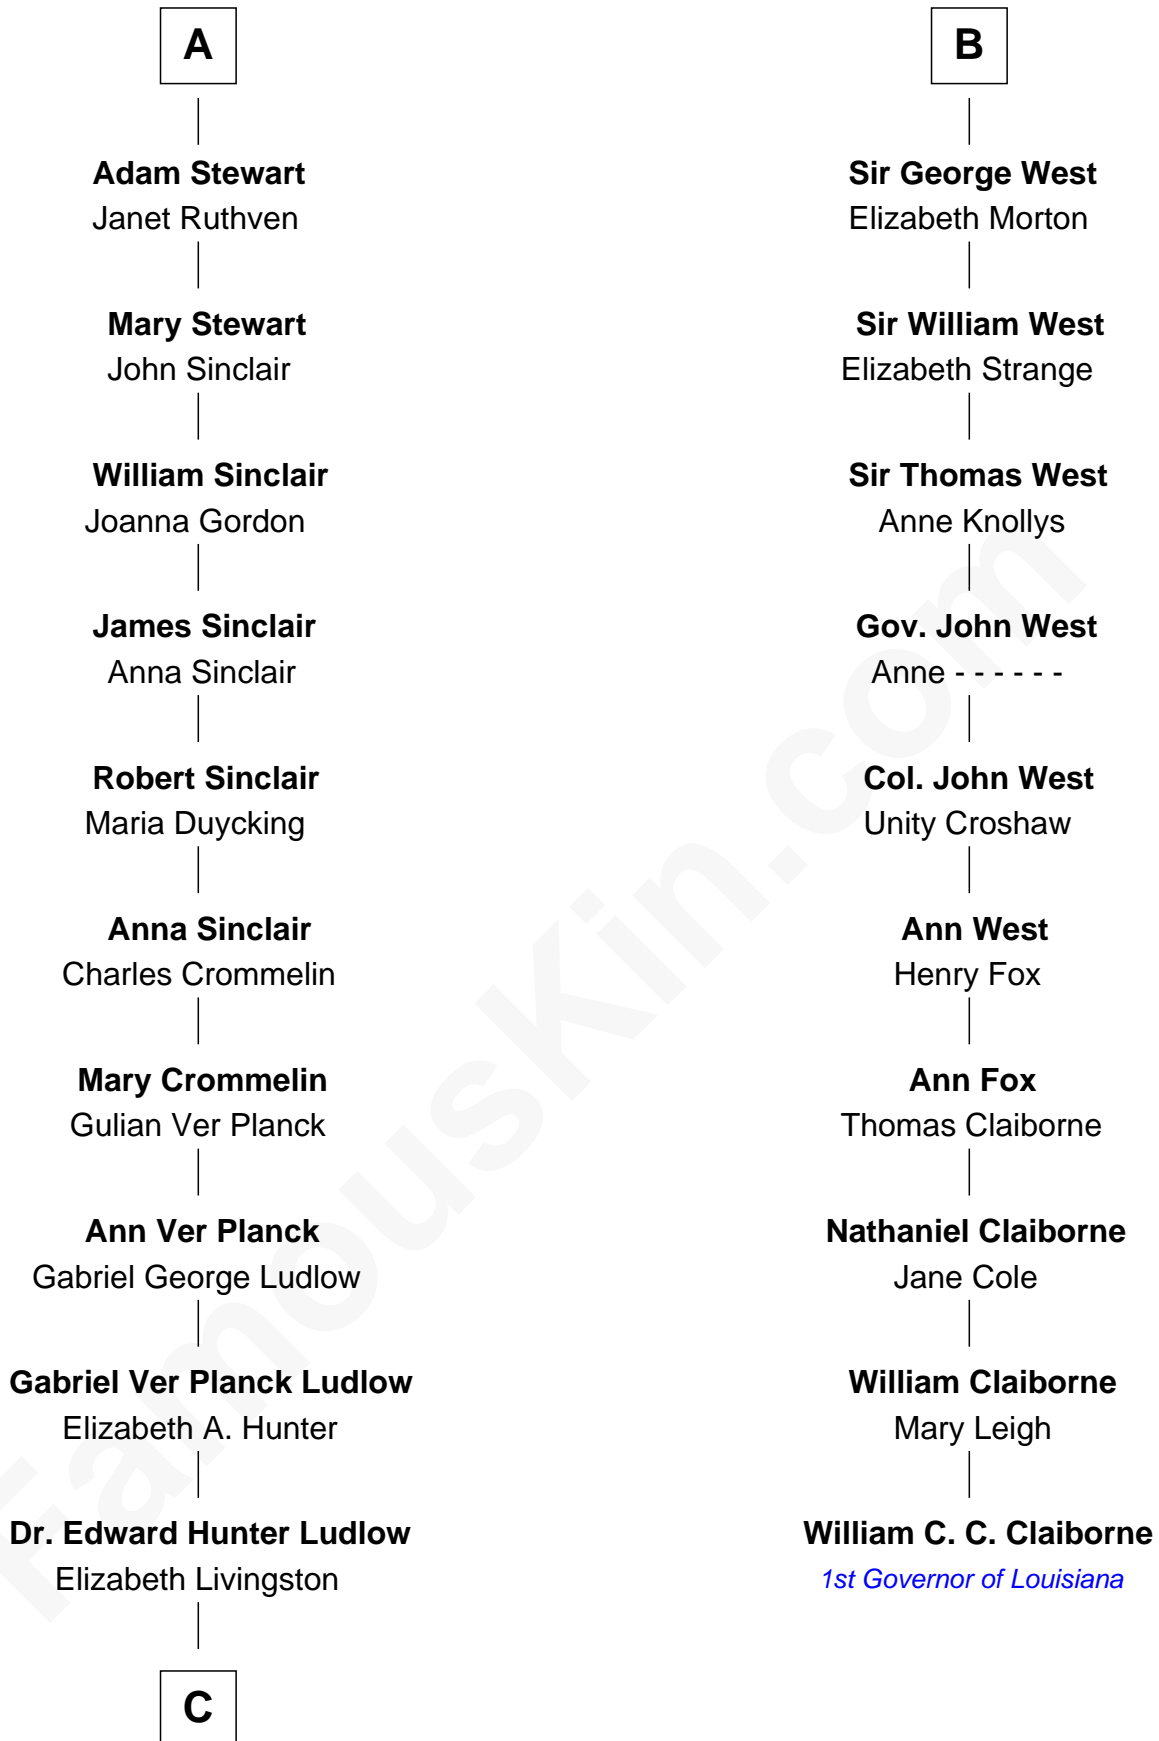 A
Adam Stewart
Janet Ruthven
Mary Stewart
John Sinclair
William Sinclair
Joanna Gordon
James Sinclair
Anna Sinclair
Robert Sinclair
Maria Duycking
Anna Sinclair
Charles Crommelin
Mary Crommelin
Gulian Ver Planck
Ann Ver Planck
Gabriel George Ludlow
Gabriel Ver Planck Ludlow
Elizabeth A. Hunter
Dr. Edward Hunter Ludlow
Elizabeth Livingston
C
B
Sir George West
Elizabeth Morton
Sir William West
Elizabeth Strange
Sir Thomas West
Anne Knollys
Gov. John West
Anne - - - - - -
Col. John West
Unity Croshaw
Ann West
Henry Fox
Ann Fox
Thomas Claiborne
Nathaniel Claiborne
Jane Cole
William Claiborne
Mary Leigh
William C. C. Claiborne
1st Governor of Louisiana
FamousKin.com